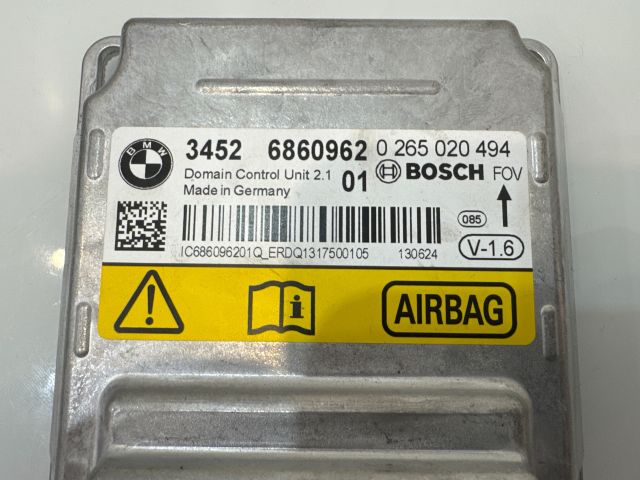 BMW
3452 6860962 0 265 020 494
Domain Control Unit 2.1 01 BOSCH FOV
Made in Germany
085
IC686096201Q_ERDQ1317500105 130624 V-1.6
i
AIRBAG